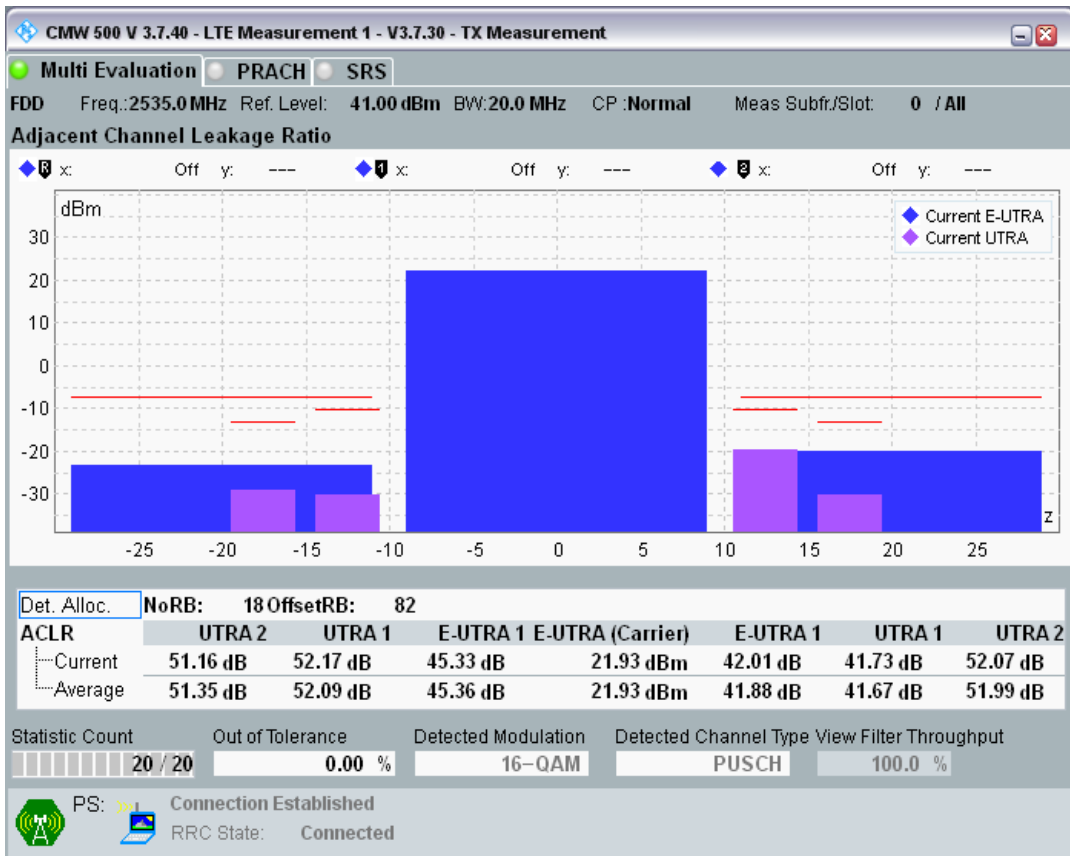 CMW 500 V 3.7.40 - LTE Measurement 1 - V3.7.30 - TX Measurement
Multi Evaluation PRACH SRS
FDD Freq.:2535.0 MHz Ref. Level: 41.00 dBm BW:20.0 MHz CP :Normal Meas Subfr./Slot: 0 / All
Adjacent Channel Leakage Ratio
R x: Off y: --- 1 x: Off y: --- 2 x: Off y: ---
dBm
Current E-UTRA
Current UTRA
30
20
10
0
-10
-20
-30
z
-25 -20 -15 -10 -5 0 5 10 15 20 25
Det. Alloc. NoRB: 18 OffsetRB: 82
ACLR UTRA 2 UTRA 1 E-UTRA 1 E-UTRA (Carrier) E-UTRA 1 UTRA 1 UTRA 2
Current 51.16 dB 52.17 dB 45.33 dB 21.93 dBm 42.01 dB 41.73 dB 52.07 dB
Average 51.35 dB 52.09 dB 45.36 dB 21.93 dBm 41.88 dB 41.67 dB 51.99 dB
Statistic Count Out of Tolerance Detected Modulation Detected Channel Type View Filter Throughput
20 / 20 0.00 % 16-QAM PUSCH 100.0 %
PS: Connection Established
RRC State: Connected